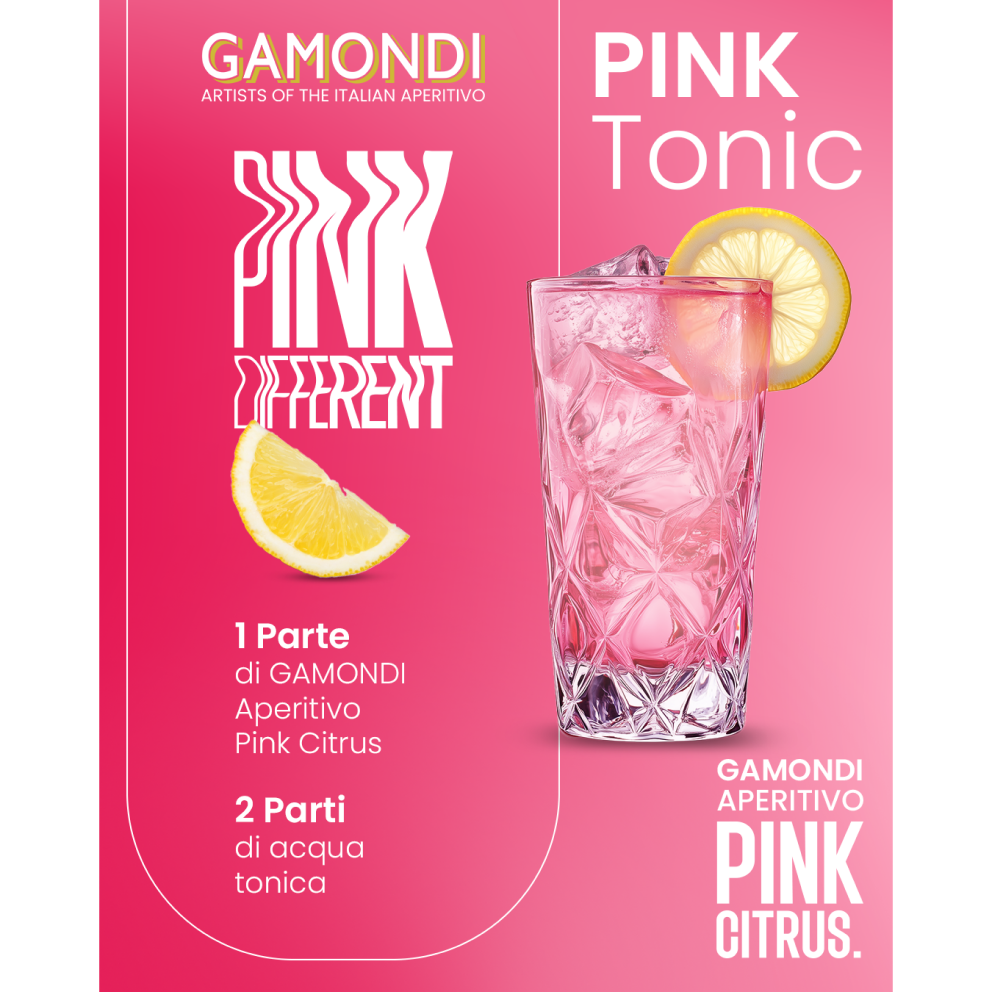 GAMONDI
ARTISTS OF THE ITALIAN APERITIVO
PINK
DIFFERENT
1 Parte
di GAMONDI
Aperitivo
Pink Citrus
2 Parti
di acqua
tonica
PINK
Tonic
GAMONDI
APERITIVO
PINK
CITRUS.